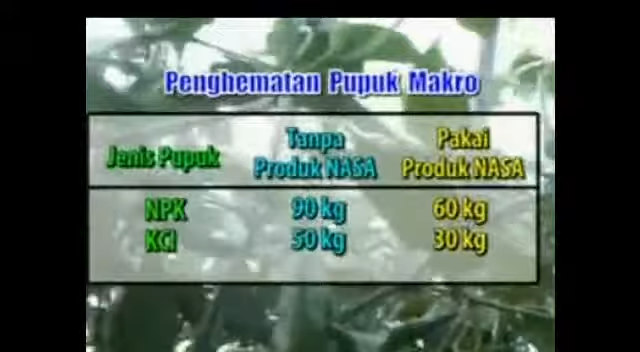 Penghematan Pupuk Makro
Jenis Pupuk Tanpa Produk NASA Pakai Produk NASA
NPK 90 kg 60 kg
KCl 50 kg 30 kg